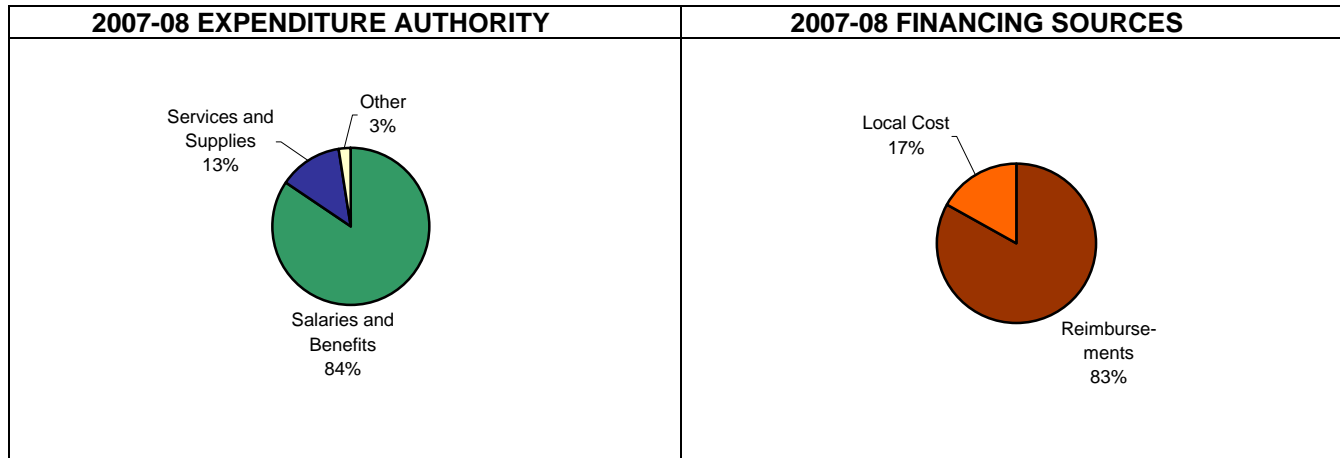 2007-08 EXPENDITURE AUTHORITY
Services and
Supplies
13%
Other
3%
Salaries and
Benefits
84%
2007-08 FINANCING SOURCES
Local Cost
17%
Reimburse-
ments
83%